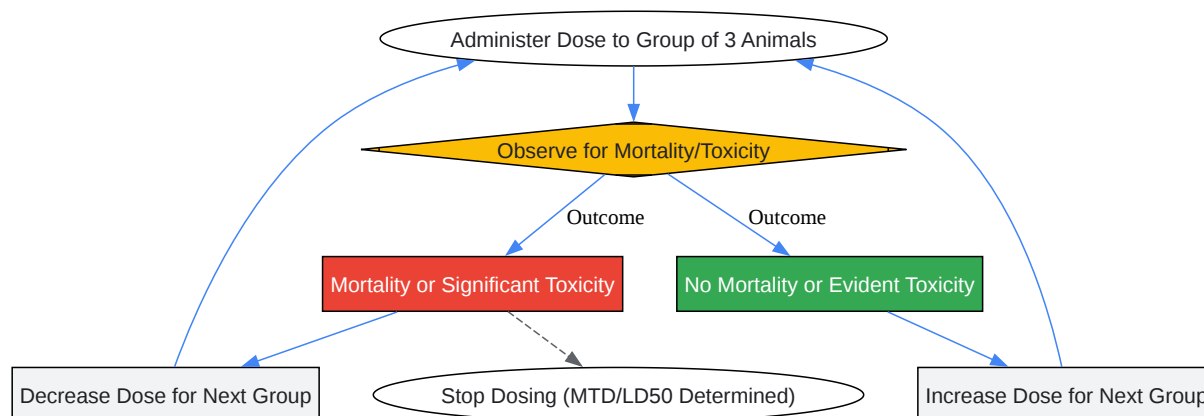 Administer Dose to Group of 3 Animals
Observe for Mortality/Toxicity
Outcome
Outcome
Mortality or Significant Toxicity
No Mortality or Evident Toxicity
Decrease Dose for Next Group
Stop Dosing (MTD/LD50 Determined)
Increase Dose for Next Group